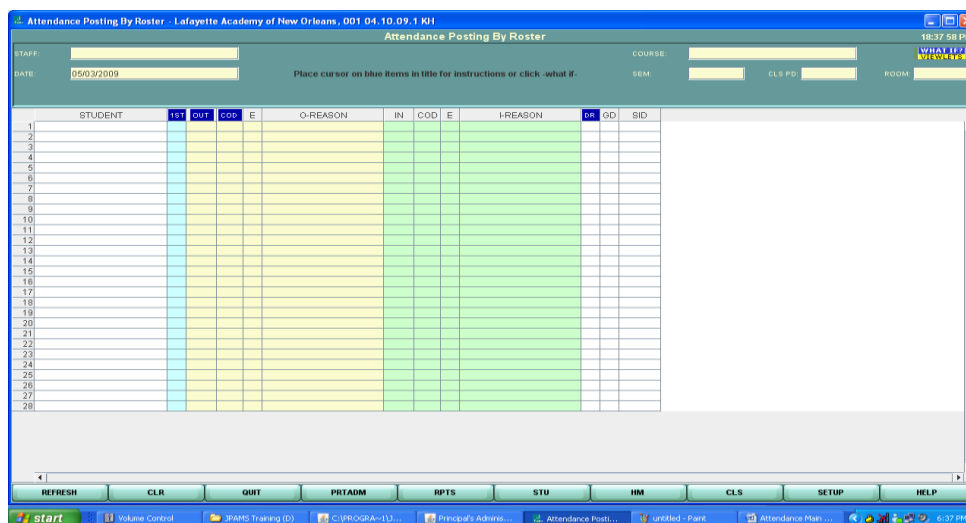 Attendance Posting By Roster - Lafayette Academy of New Orleans, 001 04.10.09.1 KH
Attendance Posting By Roster
18:37 58 P
STAFF:
COURSE:
WHAT IF?
VIEWLETS
DATE: 05/03/2009
Place cursor on blue items in title for instructions or click -what if-
SEM:
CLS PD:
ROOM:
STUDENT 1ST OUT COD E O-REASON IN COD E I-REASON DR GD SID
1
2
3
4
5
6
7
8
9
10
11
12
13
14
15
16
17
18
19
20
21
22
23
24
25
26
27
28
REFRESH CLR QUIT PRTADM RPTS STU HM CLS SETUP HELP
start Volume Control JPAMS Training (D) C:\PROGRA~1\J... Principal's Adminis... Attendance Posti... untitled - Paint Attendance Main ... 6:37 PM